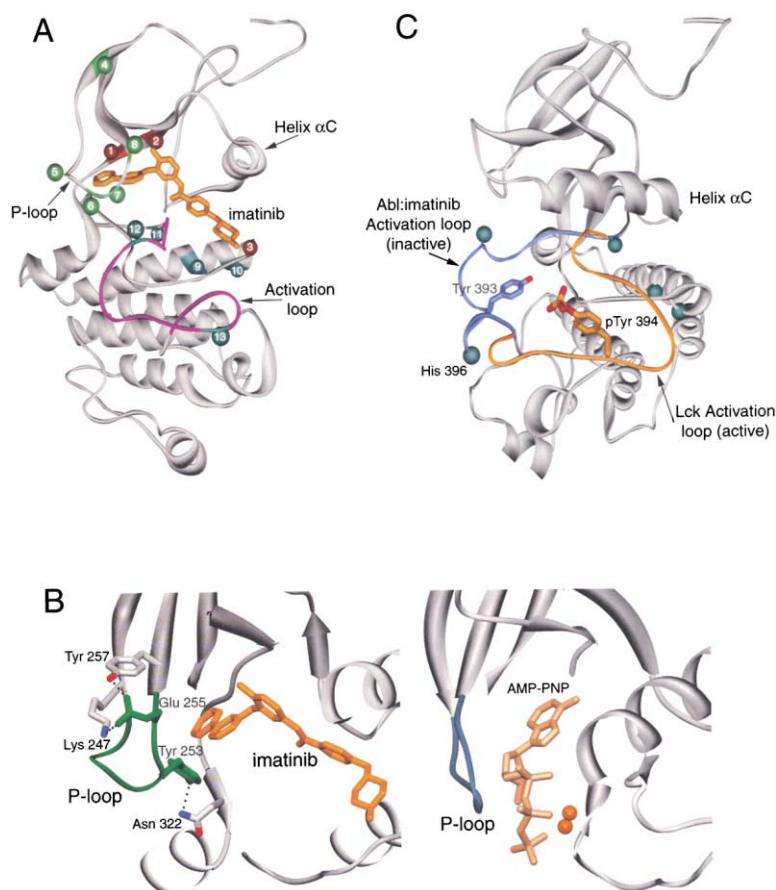 A
4
1
2
8
5
7
6
P-loop
Helix αC
imatinib
12
11
3
9
10
Activation
loop
13
C
Helix αC
Abl:imatinib
Activation loop
(inactive)
Tyr 393
pTyr 394
His 396
Lck Activation
loop (active)
B
Tyr 257
Glu 255
Lys 247
Tyr 253
P-loop
imatinib
Asn 322
AMP-PNP
P-loop